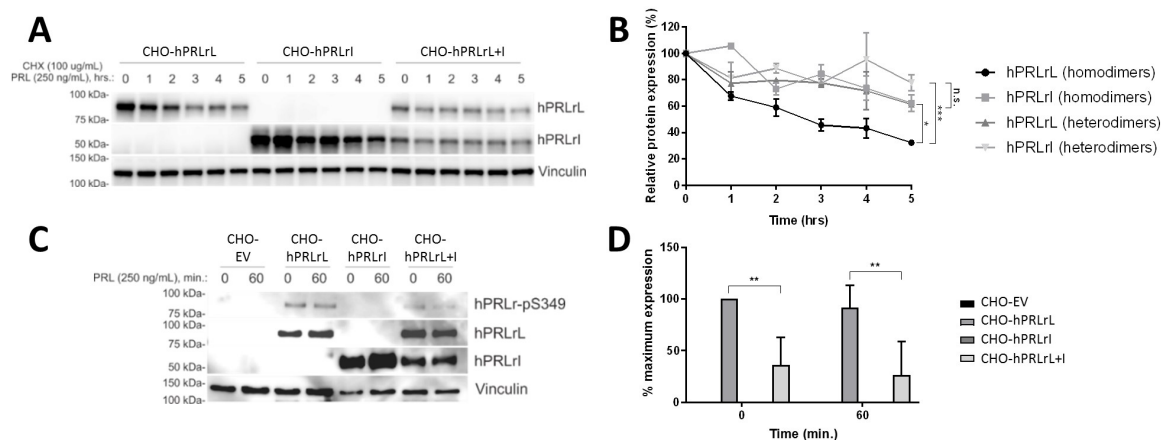 A
CHO-hPRLrL CHO-hPRLrI CHO-hPRLrL+I
CHX (100 ug/mL)
PRL (250 ng/mL), hrs.: 0 1 2 3 4 5 0 1 2 3 4 5 0 1 2 3 4 5
100 kDa-
hPRLrL
75 kDa-
hPRLrI
50 kDa-
150 kDa-
Vinculin
100 kDa-
B
Relative protein expression (%)
120
100
80
60
40
20
0
0 1 2 3 4 5
Time (hrs)
n.s.
***
*
hPRLrL (homodimers)
hPRLrI (homodimers)
hPRLrL (heterodimers)
hPRLrI (heterodimers)
C
CHO-EV CHO-hPRLrL CHO-hPRLrI CHO-hPRLrL+I
PRL (250 ng/mL), min.: 0 60 0 60 0 60 0 60
100 kDa-
hPRLr-pS349
75 kDa-
100 kDa-
hPRLrL
75 kDa-
hPRLrI
50 kDa-
150 kDa-
Vinculin
100 kDa-
D
% maximum expression
150
100
50
0
** **
0 60
Time (min.)
CHO-EV
CHO-hPRLrL
CHO-hPRLrI
CHO-hPRLrL+I